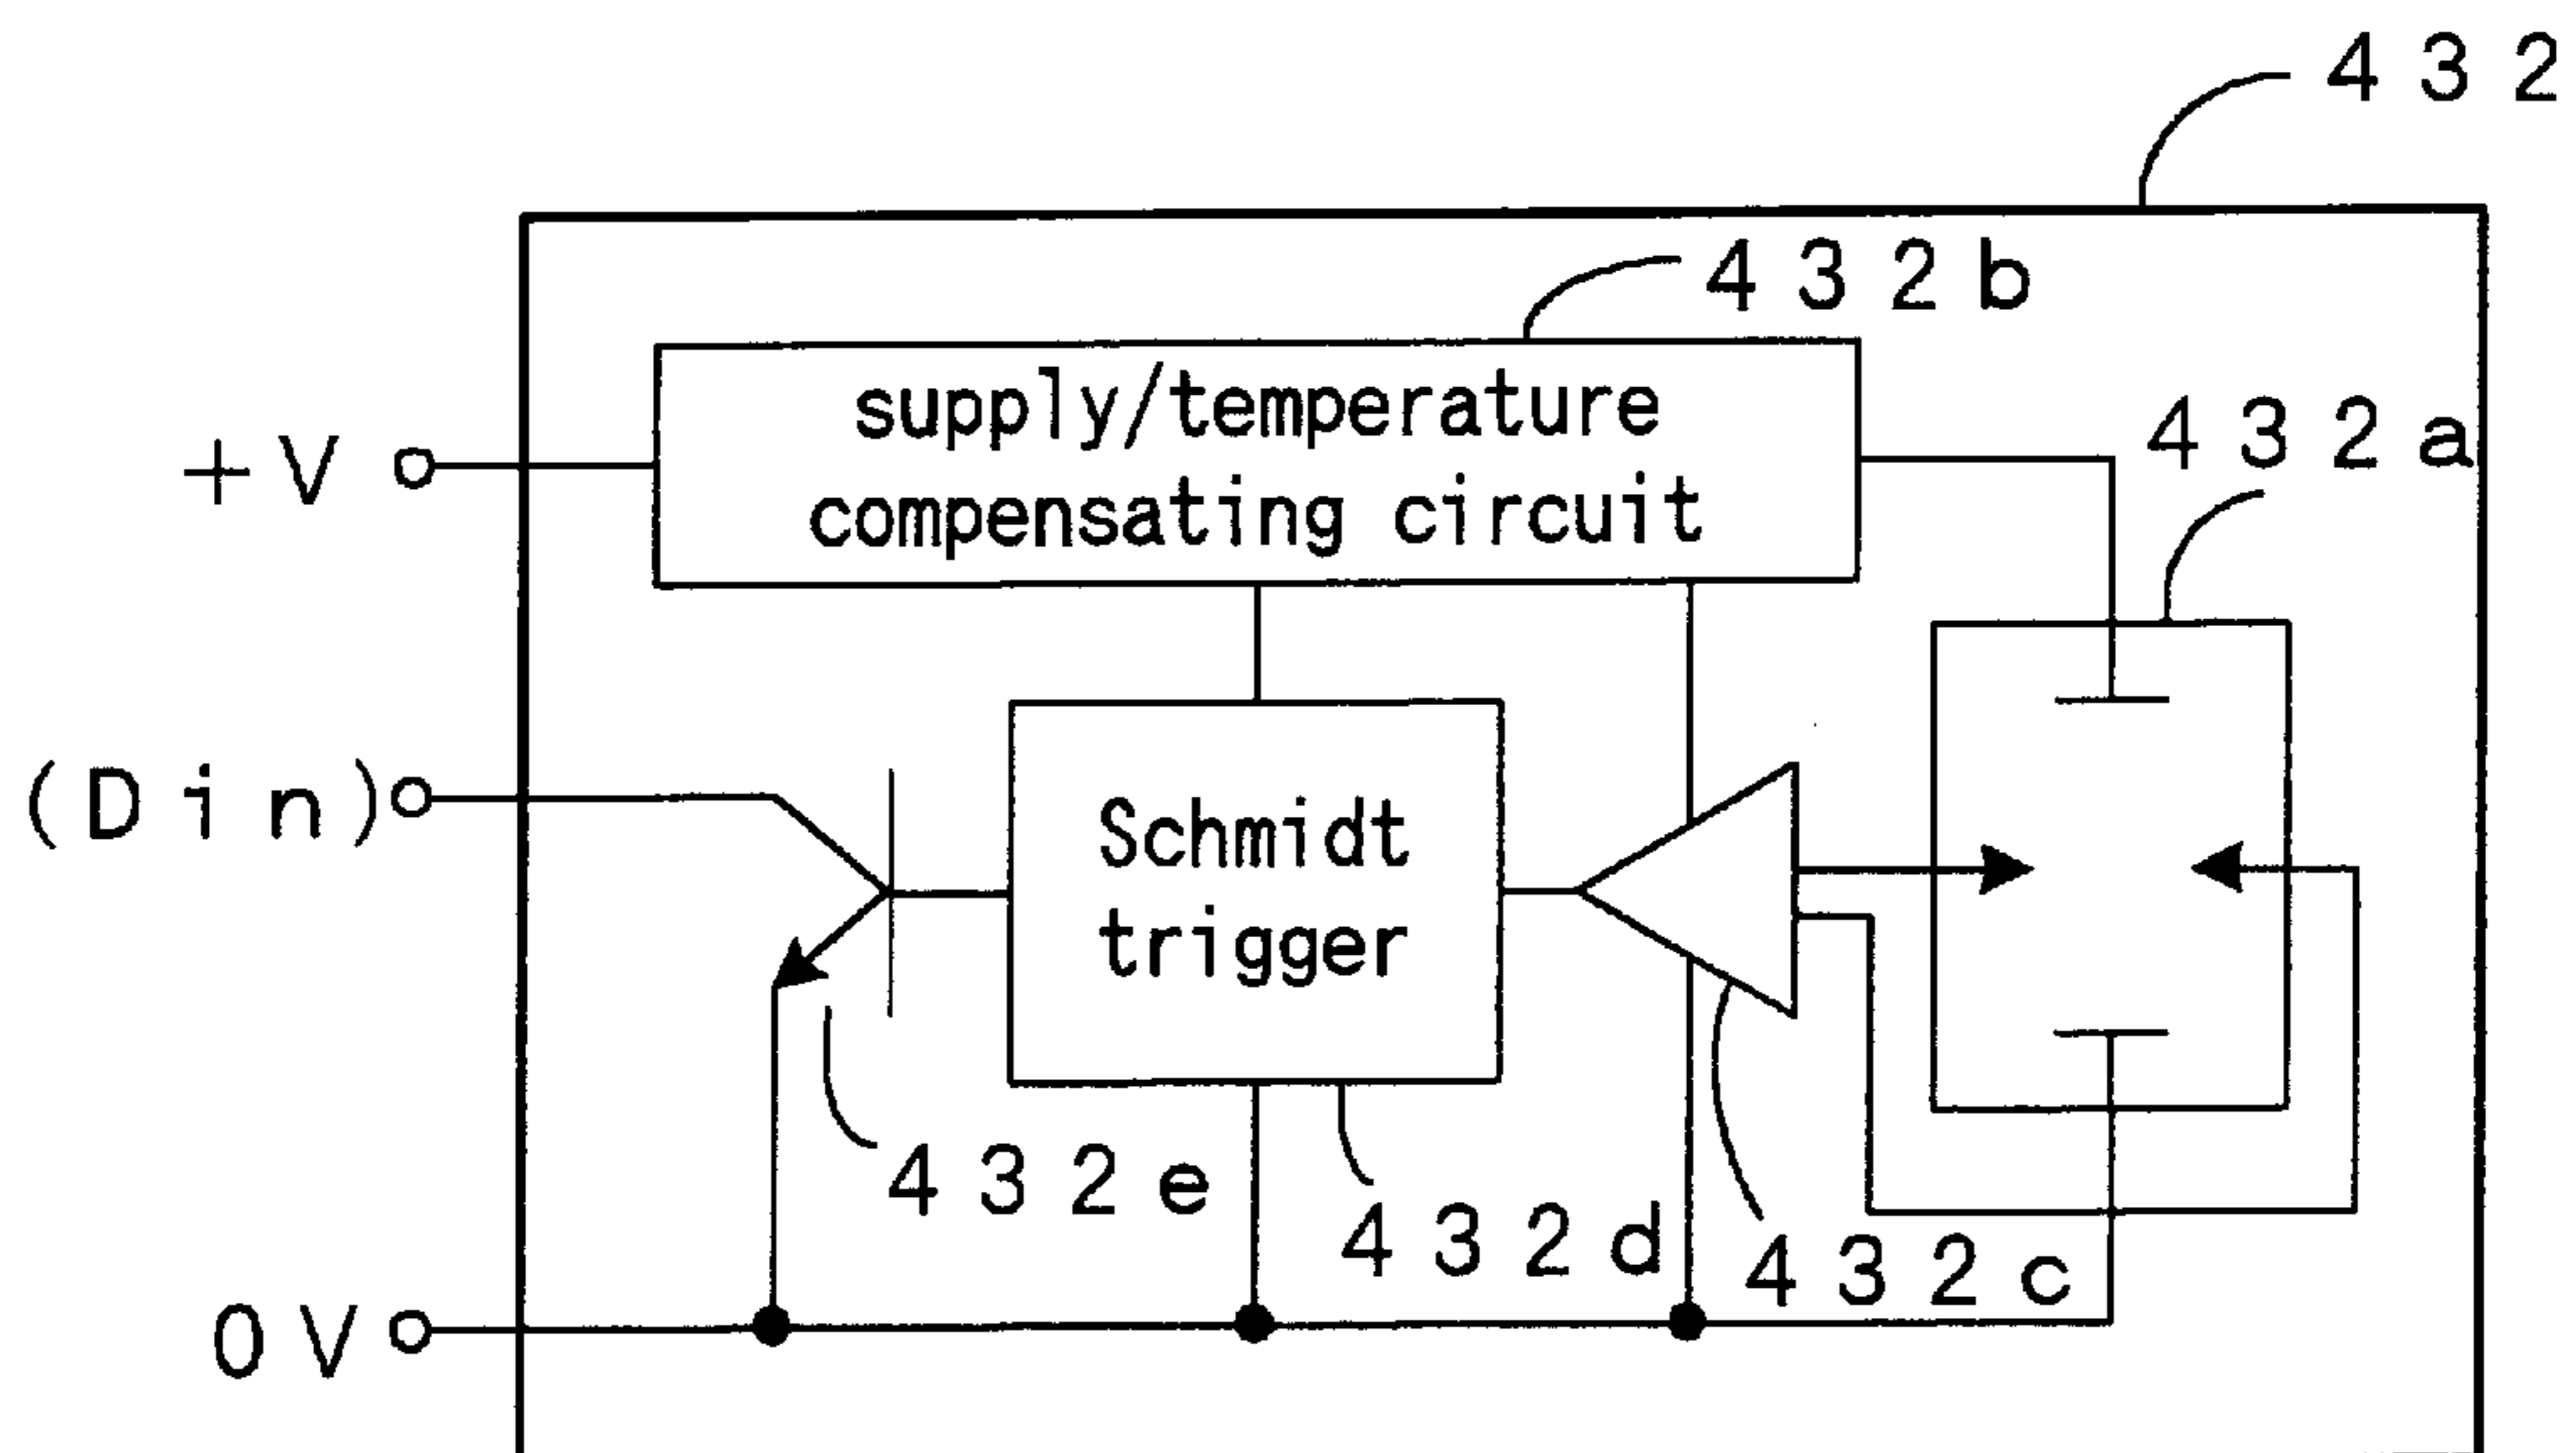 432
432b
supply/temperature
compensating circuit
432a
+V
(Din)
Schmidt
trigger
432e
432d
432c
0V